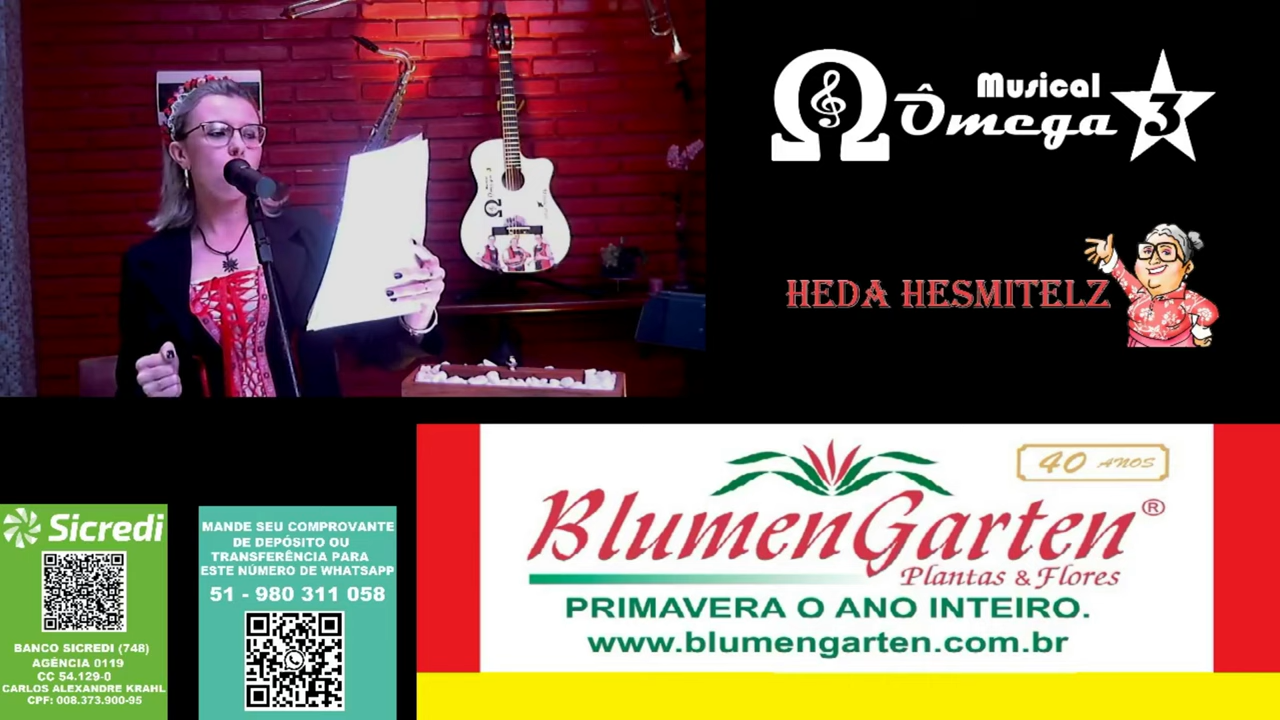 Musical
Ômega 3
HEDA HESMITELZ
40 ANOS
BlumenGarten®
Plantas & Flores
PRIMAVERA O ANO INTEIRO.
www.blumengarten.com.br
Sicredi
BANCO SICREDI (748)
AGÊNCIA 0119
CC 54.129-0
CARLOS ALEXANDRE KRAHL
CPF: 008.373.900-95
MANDE SEU COMPROVANTE
DE DEPÓSITO OU
TRANSFERÊNCIA PARA
ESTE NÚMERO DE WHATSAPP
51 - 980 311 058